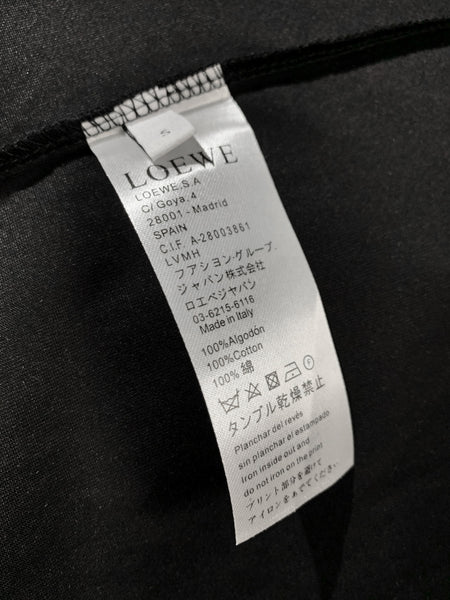 S
LOEWE
LOEWE.S.A
C/ Goya.4
28001 - Madrid
SPAIN
C.I.F. A-28003861
LVMH
ファション·グループ.
ジャパン株式会社
ロエベジャパン
03-6215-6116
Made in Italy
100%Algodón
100%Cotton
100% 綿
タンブル乾燥禁止
Planchar del revés
sin planchar el estampado
Iron inside out and
do not iron on the print
プリント部分を避けて
アイロンをあててください